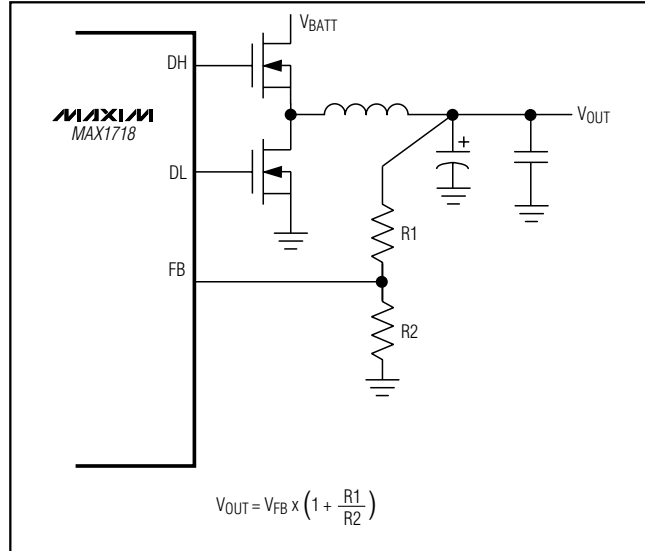 VBATT
DH
MAXIM
MAX1718
VOUT
+
DL
R1
FB
R2
VOUT = VFB x (1 + R1/R2)